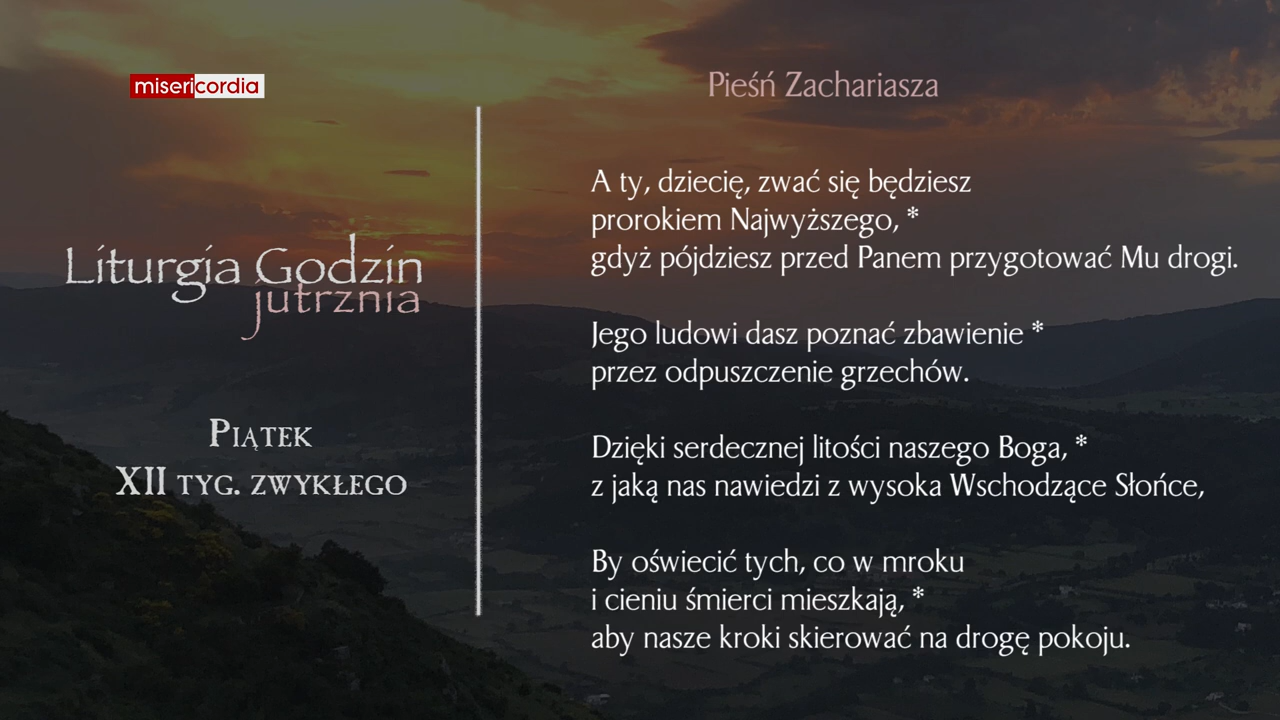 misericordia
Liturgia Godzin
jutrznia
Piątek
XII tyg. zwykłego
Pieśń Zachariasza
A ty, dziecię, zwać się będziesz
prorokiem Najwyższego, *
gdyż pójdziesz przed Panem przygotować Mu drogi.
Jego ludowi dasz poznać zbawienie *
przez odpuszczenie grzechów.
Dzięki serdecznej litości naszego Boga, *
z jaką nas nawiedzi z wysoka Wschodzące Słońce,
By oświecić tych, co w mroku
i cieniu śmierci mieszkają, *
aby nasze kroki skierować na drogę pokoju.